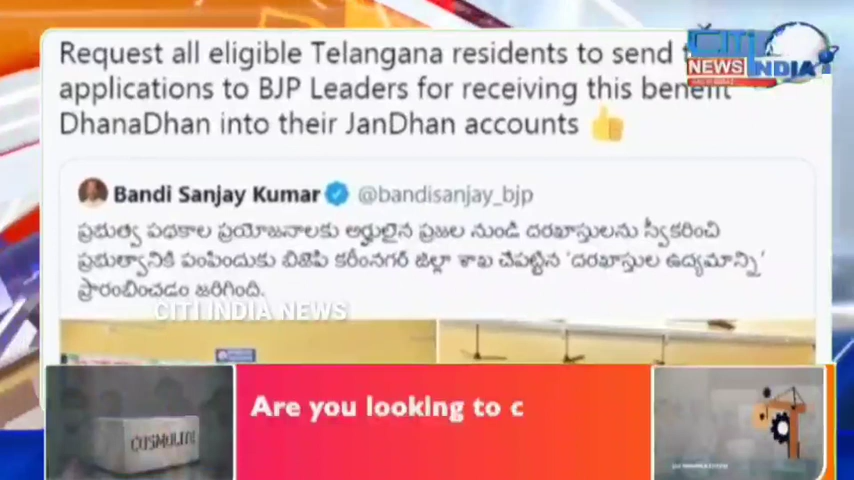 Request all eligible Telangana residents to send
applications to BJP Leaders for receiving this benefit
DhanaDhan into their JanDhan accounts
CITI
NEWS INDIA
Bandi Sanjay Kumar @bandisanjay_bjp
ప్రభుత్వ పథకాల ప్రయోజనాలకు అర్హులైన ప్రజల నుండి దరఖాస్తులను స్వీకరించి
ప్రభుత్వానికి పంపేందుకు బిజెపి కరీంనగర్ జిల్లా శాఖ చేపట్టిన 'దరఖాస్తుల ఉద్యమాన్ని'
ప్రారంభించడం జరిగింది.
CITI INDIA NEWS
Are you looking to c